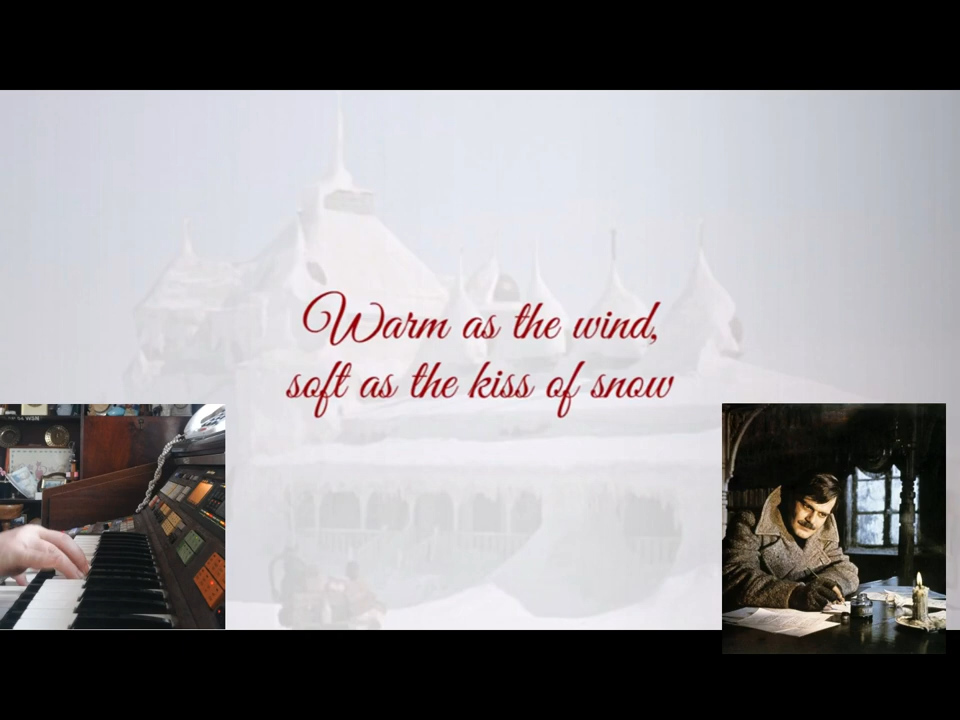 Warm as the wind,
soft as the kiss of snow